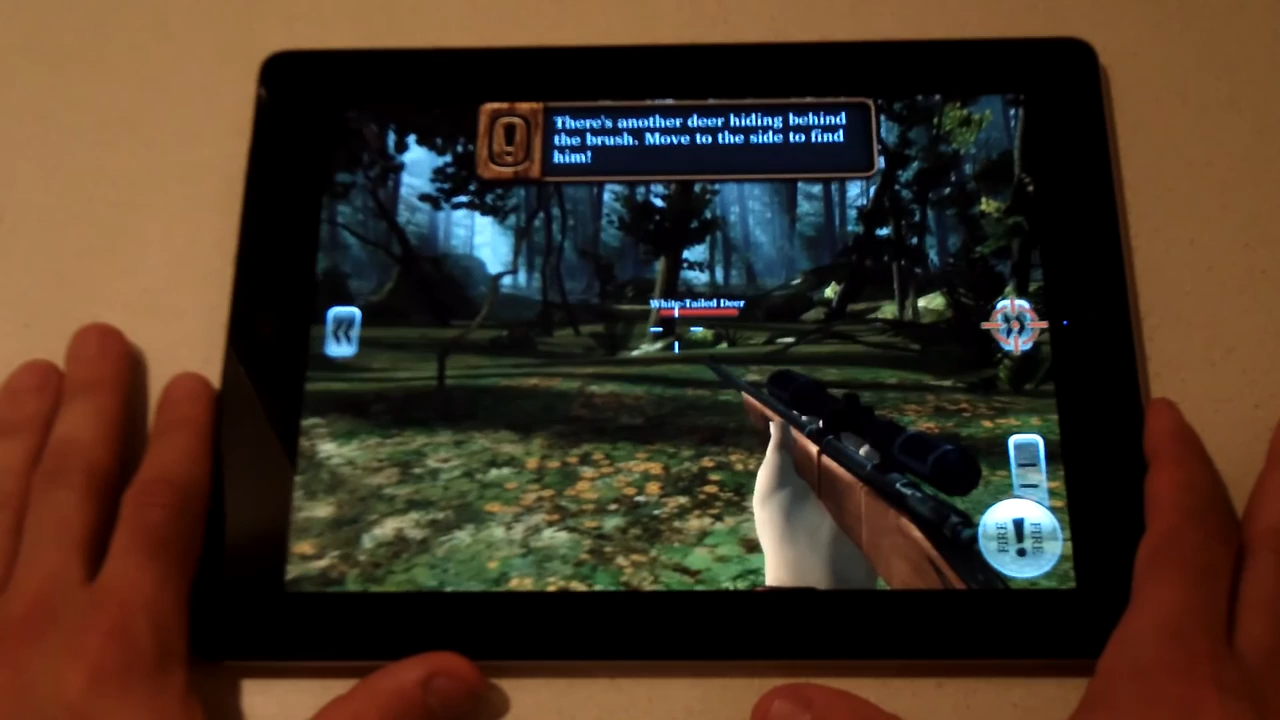 There's another deer hiding behind
the brush. Move to the side to find
him!
White-Tailed Deer
FIRE FIRE